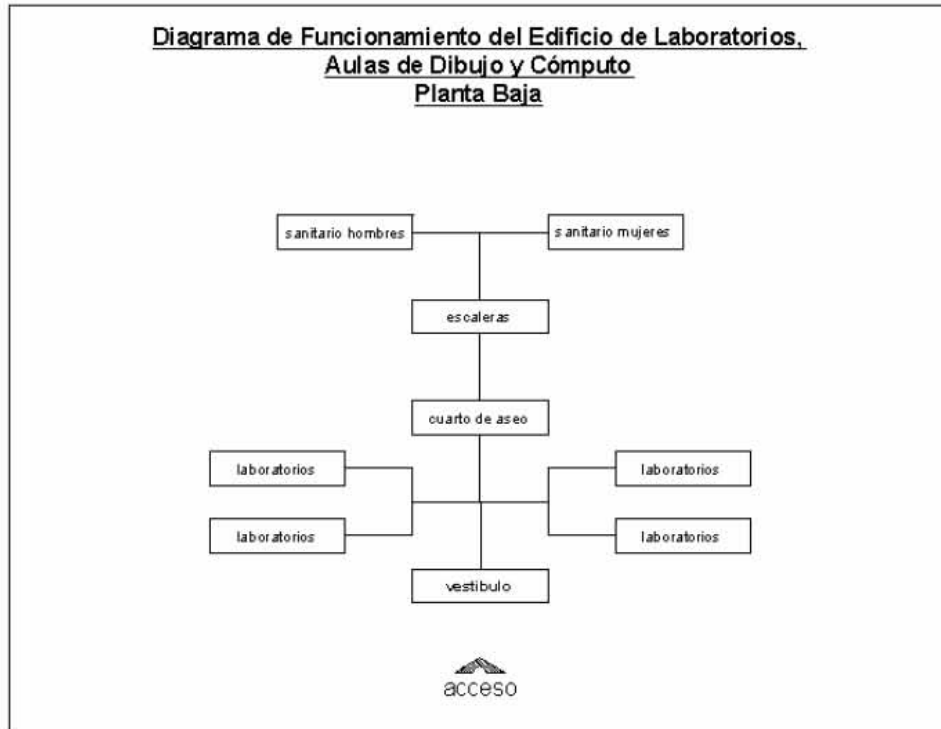 Diagrama de Funcionamiento del Edificio de Laboratorios,
Aulas de Dibujo y Cómputo
Planta Baja
sanitario hombres
sanitario mujeres
escaleras
cuarto de aseo
laboratorios
laboratorios
laboratorios
laboratorios
vestibulo
acceso